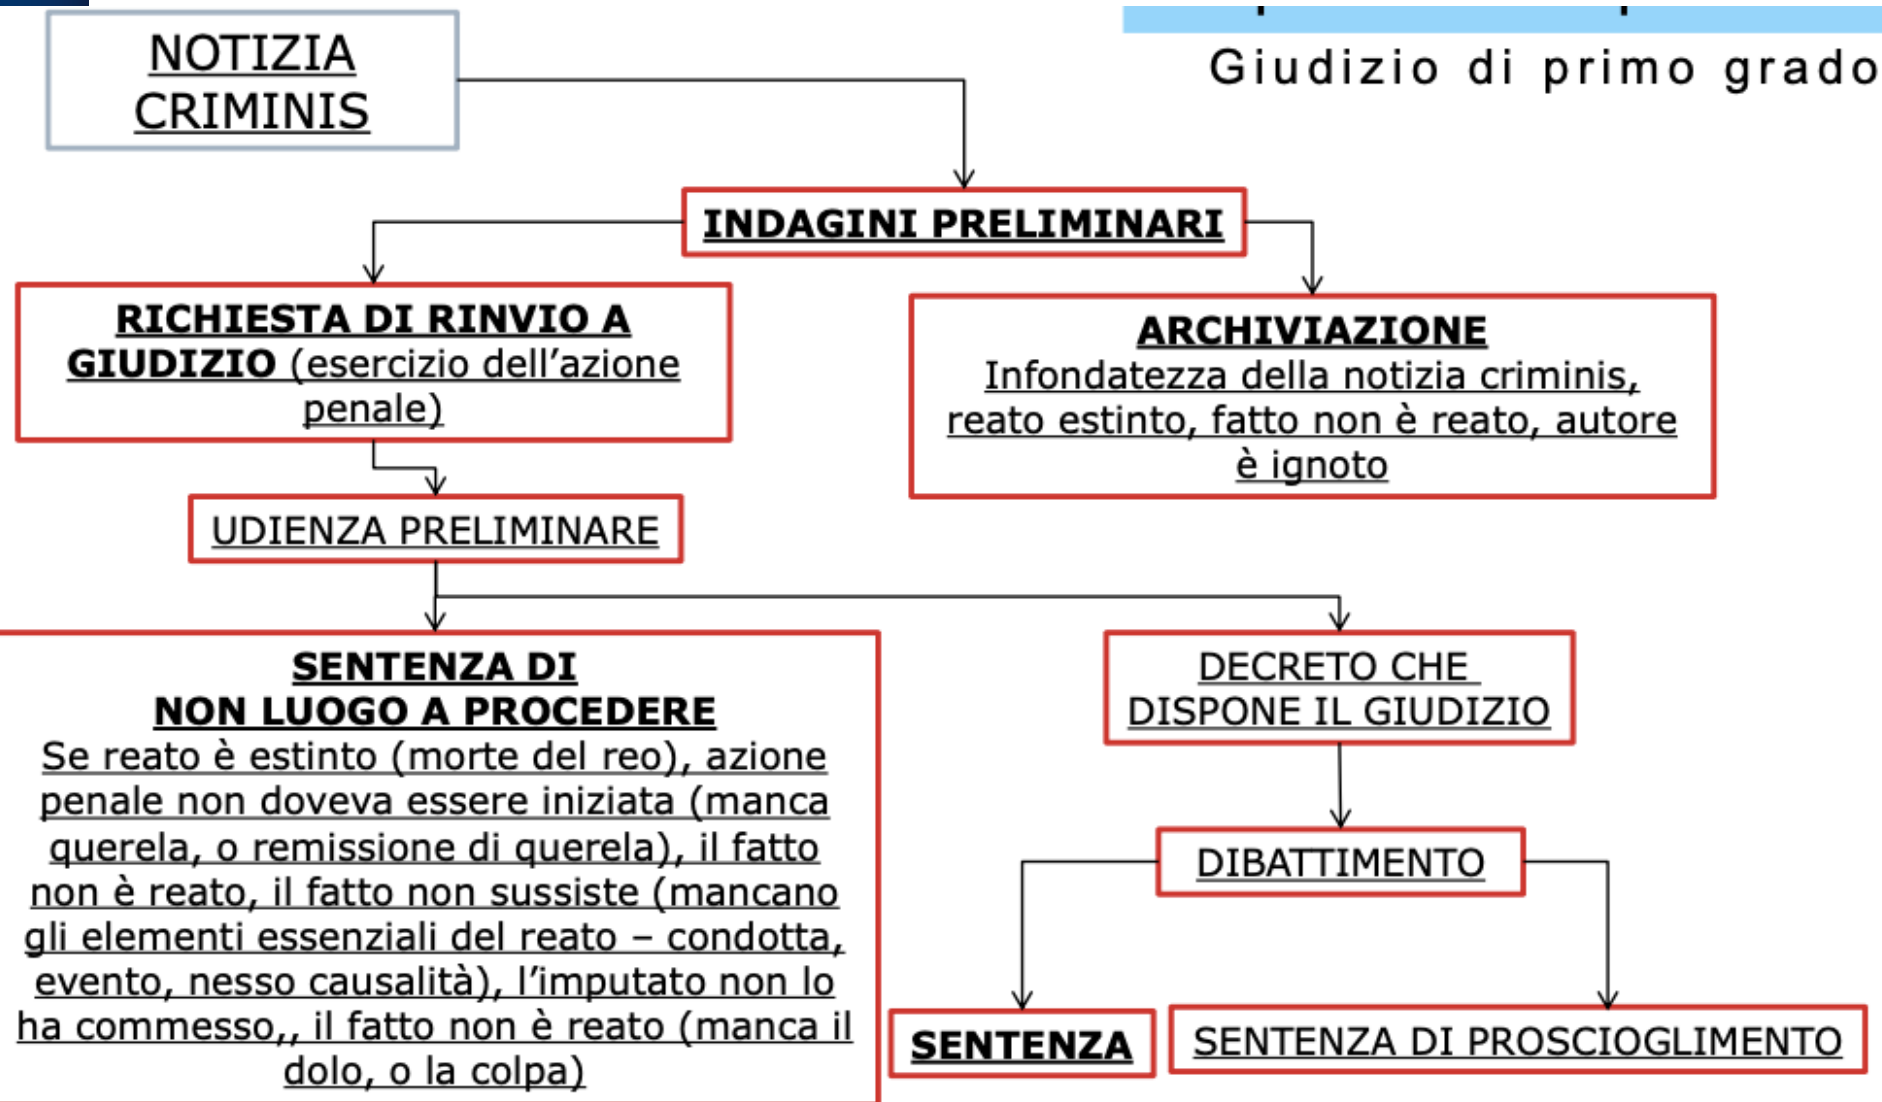 Giudizio di primo grado
NOTIZIA
CRIMINIS
INDAGINI PRELIMINARI
RICHIESTA DI RINVIO A
GIUDIZIO (esercizio dell’azione
penale)
ARCHIVIAZIONE
Infondatezza della notizia criminis,
reato estinto, fatto non è reato, autore
è ignoto
UDIENZA PRELIMINARE
SENTENZA DI
NON LUOGO A PROCEDERE
Se reato è estinto (morte del reo), azione
penale non doveva essere iniziata (manca
querela, o remissione di querela), il fatto
non è reato, il fatto non sussiste (mancano
gli elementi essenziali del reato – condotta,
evento, nesso causalità), l’imputato non lo
ha commesso,, il fatto non è reato (manca il
dolo, o la colpa)
DECRETO CHE
DISPONE IL GIUDIZIO
DIBATTIMENTO
SENTENZA
SENTENZA DI PROSCIOGLIMENTO